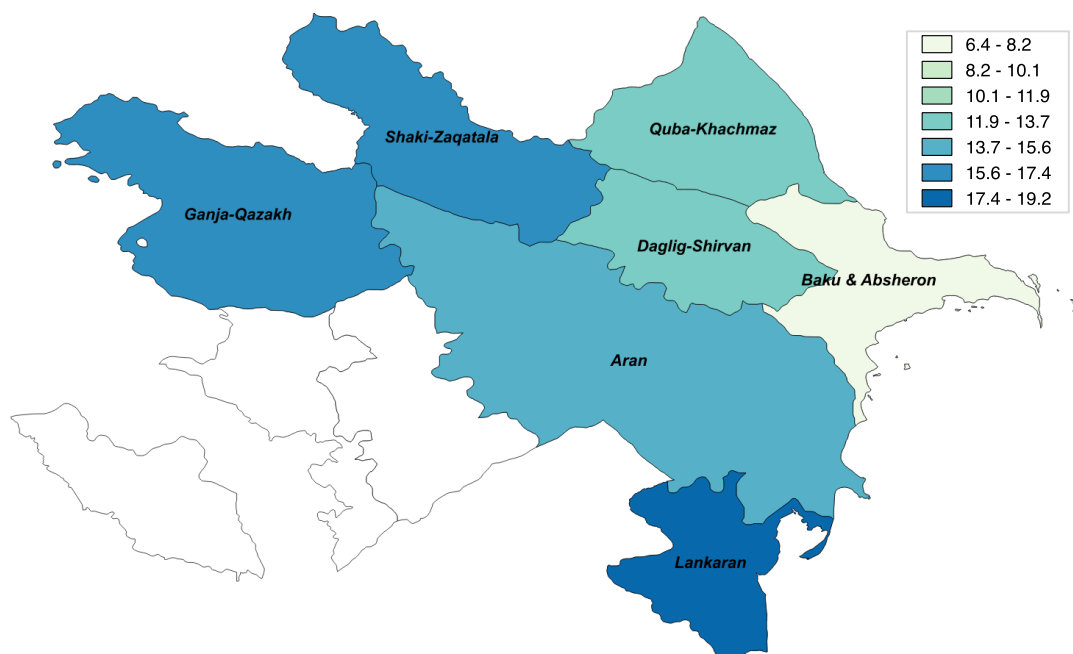 6.4 - 8.2
8.2 - 10.1
10.1 - 11.9
11.9 - 13.7
13.7 - 15.6
15.6 - 17.4
17.4 - 19.2
Quba-Khachmaz
Shaki-Zaqatala
Ganja-Qazakh
Daglig-Shirvan
Baku & Absheron
Aran
Lankaran